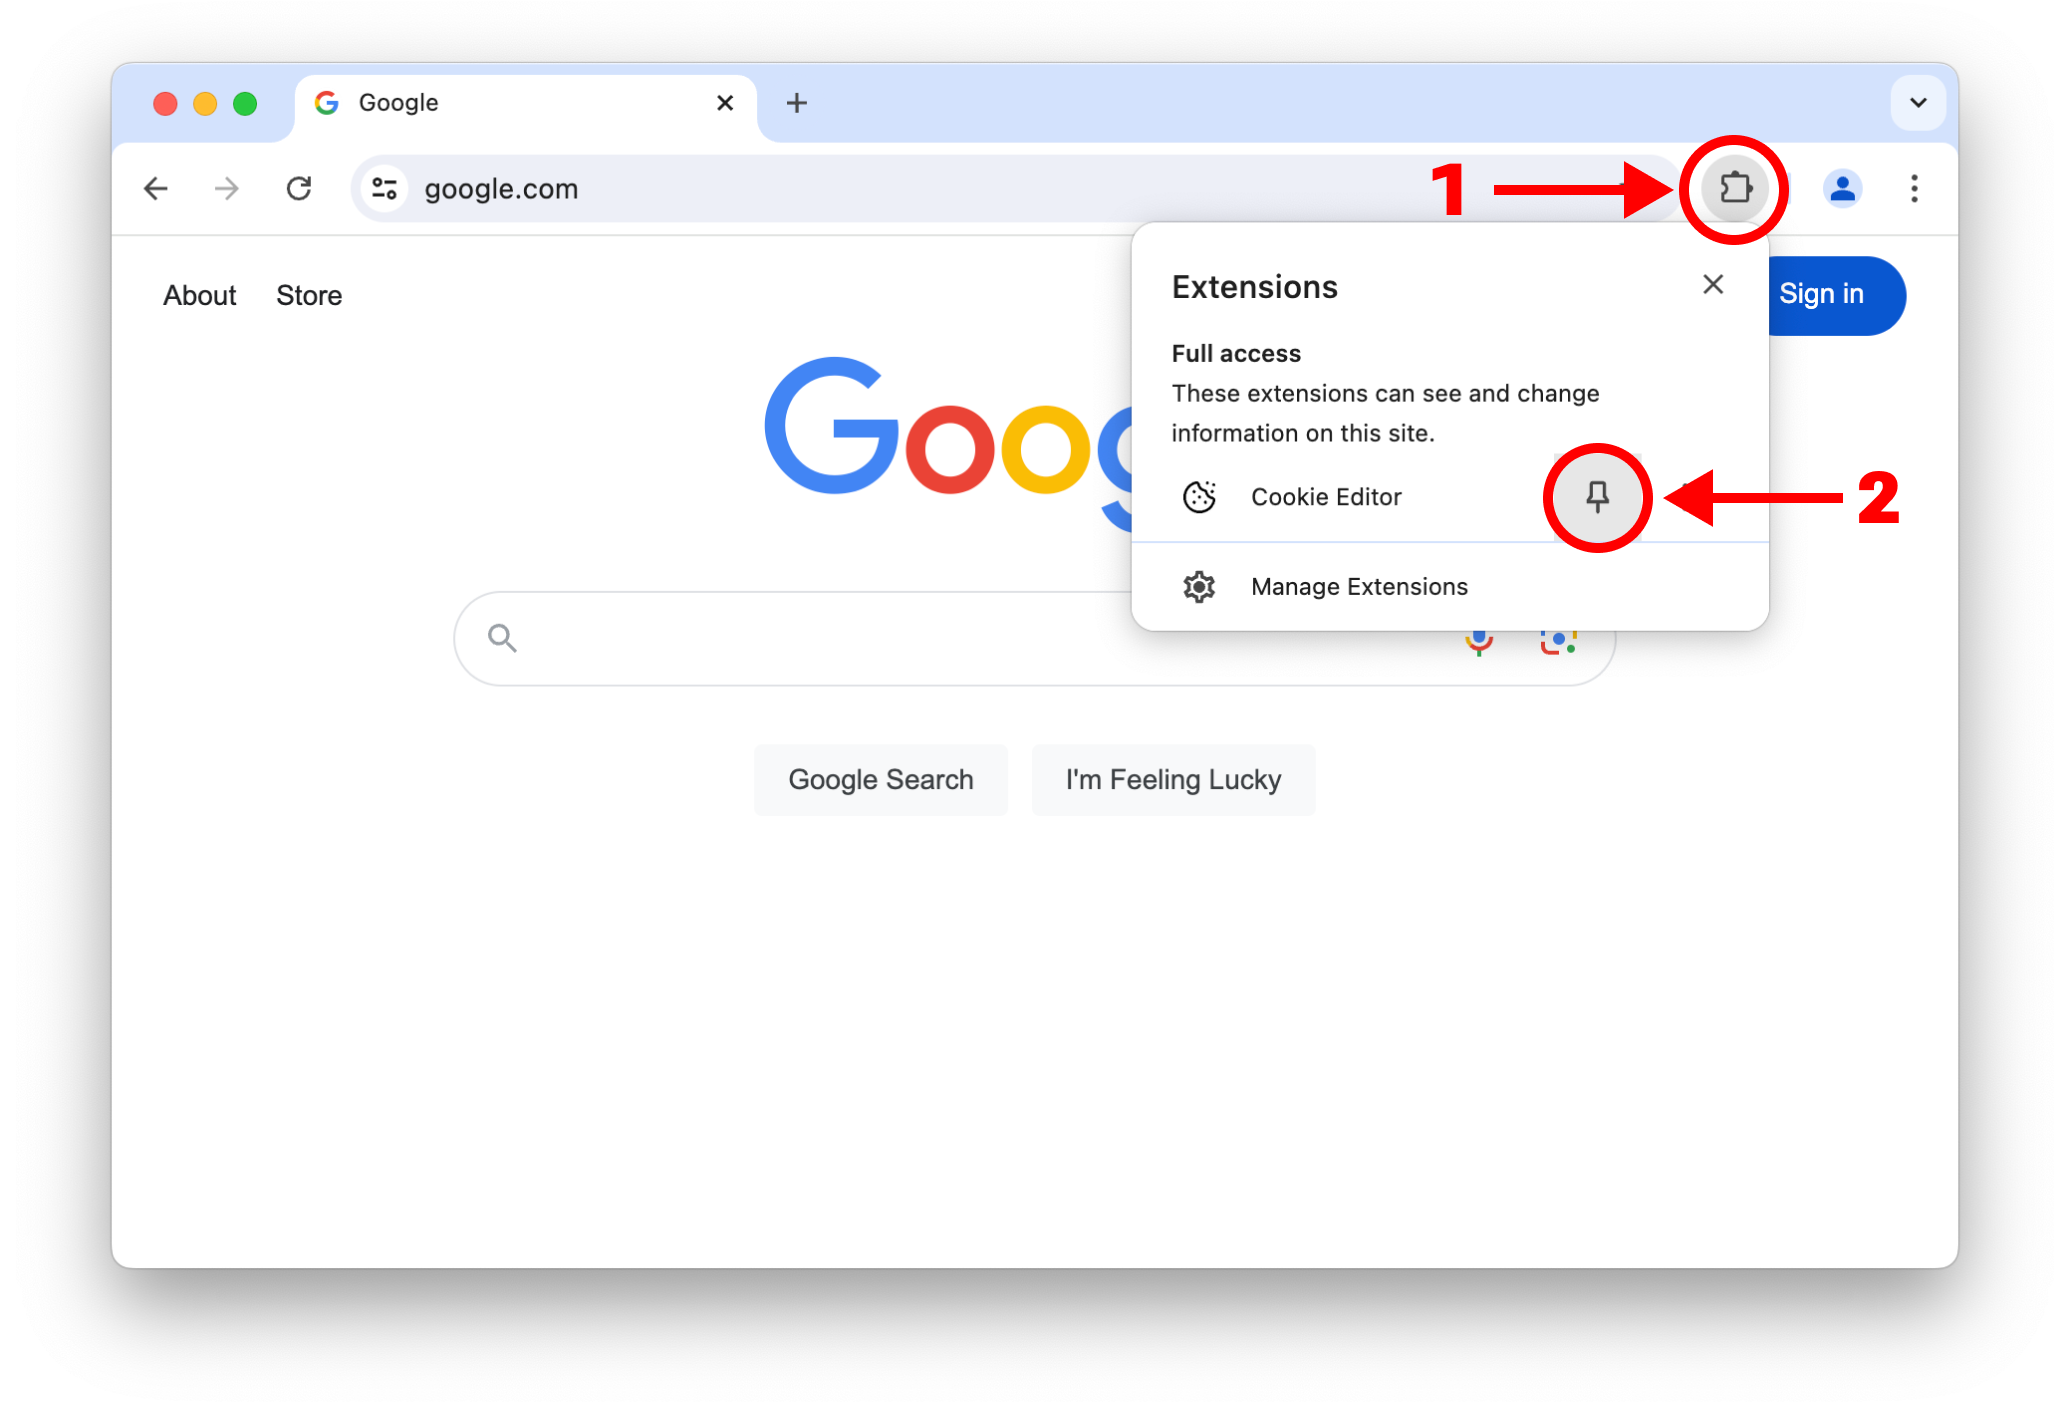 Google
google.com
1
About Store
Extensions
Sign in
Full access
These extensions can see and change
information on this site.
Goog
Cookie Editor
2
Manage Extensions
Google Search
I'm Feeling Lucky